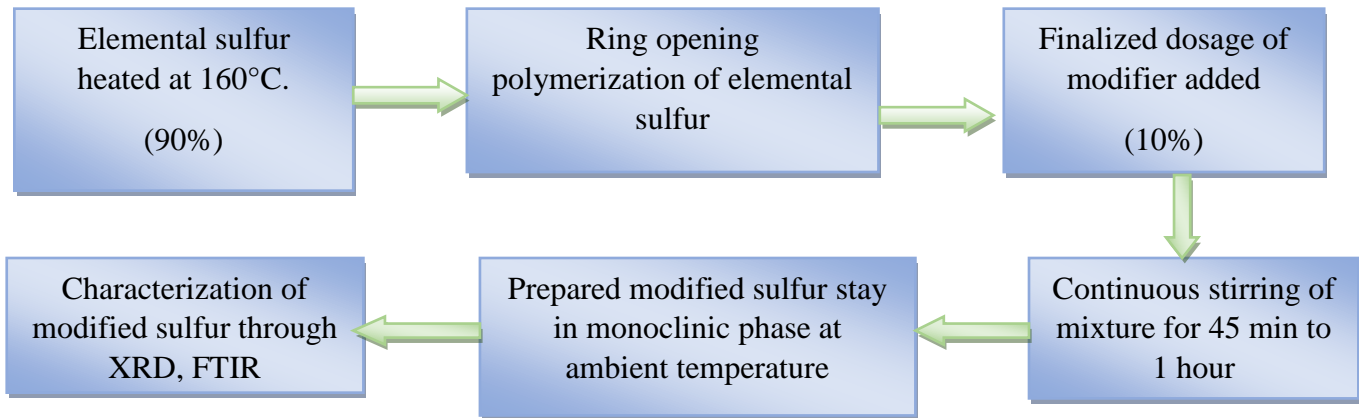 Elemental sulfur
heated at 160°C.
(90%)
Ring opening
polymerization of elemental
sulfur
Finalized dosage of
modifier added
(10%)
Continuous stirring of
mixture for 45 min to
1 hour
Prepared modified sulfur stay
in monoclinic phase at
ambient temperature
Characterization of
modified sulfur through
XRD, FTIR